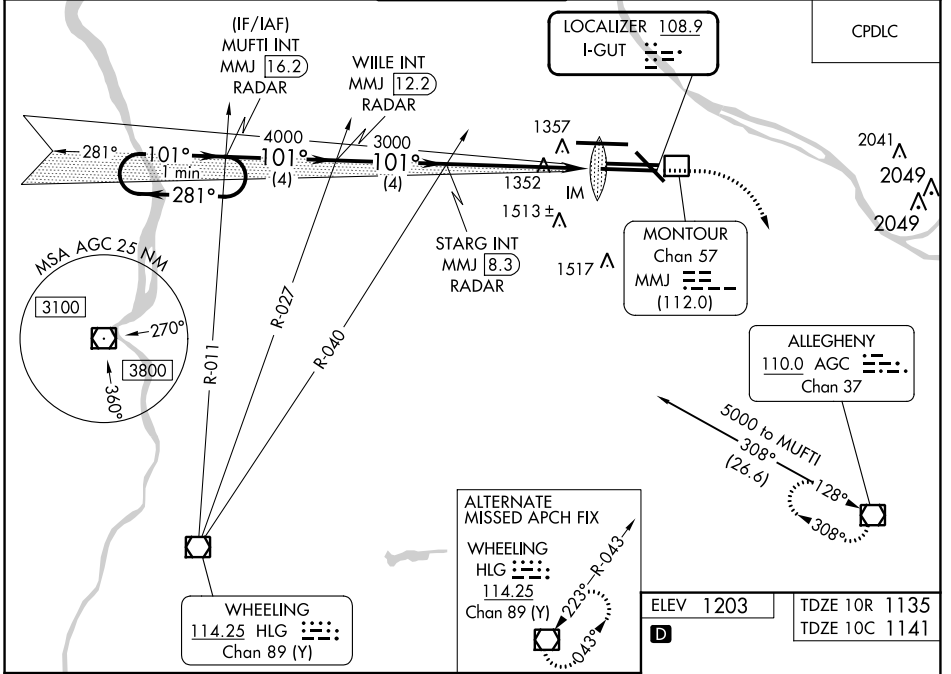 (IF/IAF)
MUFTI INT
MMJ 16.2
RADAR
WIILE INT
MMJ 12.2
RADAR
LOCALIZER 108.9
I-GUT
CPDLC
4000
3000
281°
101°
101°
101°
1 min
(4)
(4)
281°
1357
1352
IM
1513 ±
1517
2041
2049
2049
STARG INT
MMJ 8.3
RADAR
MONTOUR
Chan 57
MMJ
(112.0)
MSA AGC 25 NM
3100
270°
3800
360°
R-011
R-027
R-040
ALLEGHENY
110.0 AGC
Chan 37
5000 to MUFTI
308°
(26.6)
128°
308°
ALTERNATE
MISSED APCH FIX
WHEELING
HLG
114.25
Chan 89 (Y)
R-043
223°
043°
WHEELING
114.25 HLG
Chan 89 (Y)
ELEV 1203
D
TDZE 10R 1135
TDZE 10C 1141